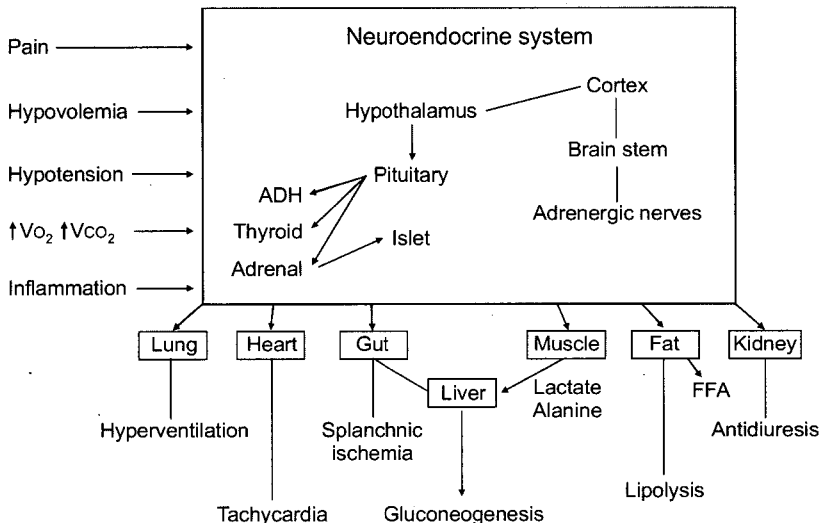 Neuroendocrine system
Pain
Hypovolemia
Hypotension
↑VO₂ ↑VCO₂
Inflammation
Cortex
Hypothalamus
Brain stem
Pituitary
ADH
Adrenergic nerves
Thyroid
Islet
Adrenal
Lung
Heart
Gut
Muscle
Fat
Kidney
Liver
Lactate
Alanine
FFA
Hyperventilation
Splanchnic
ischemia
Antidiuresis
Lipolysis
Tachycardia
Gluconeogenesis